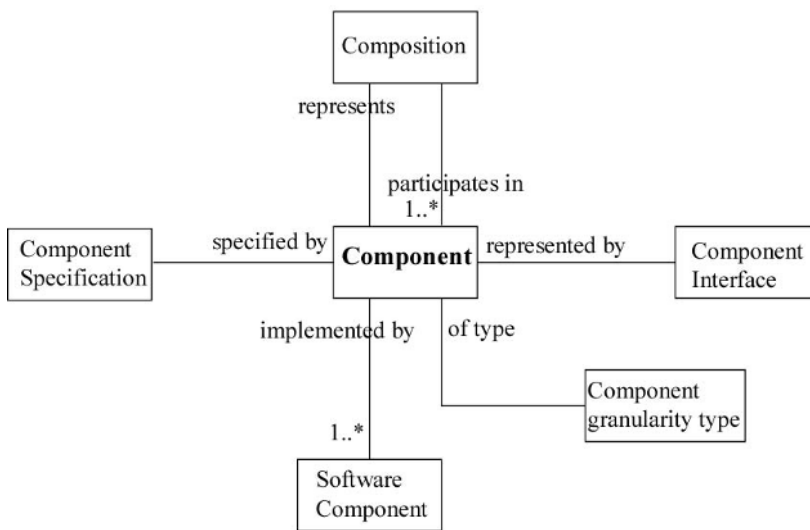 Composition
represents
participates in
1..*
Component
Specification
specified by
Component
represented by
Component
Interface
implemented by
of type
Component
granularity type
1..*
Software
Component